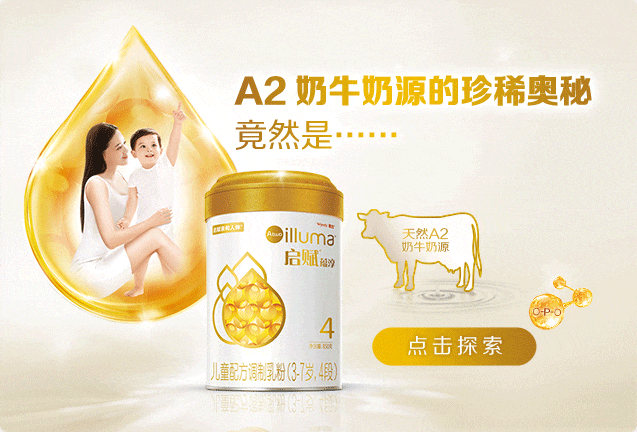 A2 奶牛奶源的珍稀奥秘
竟然是……
illuma
启赋
4
儿童配方调制乳粉(3-7岁,4段)
天然A2
奶牛奶源
O-P-O
点击探索